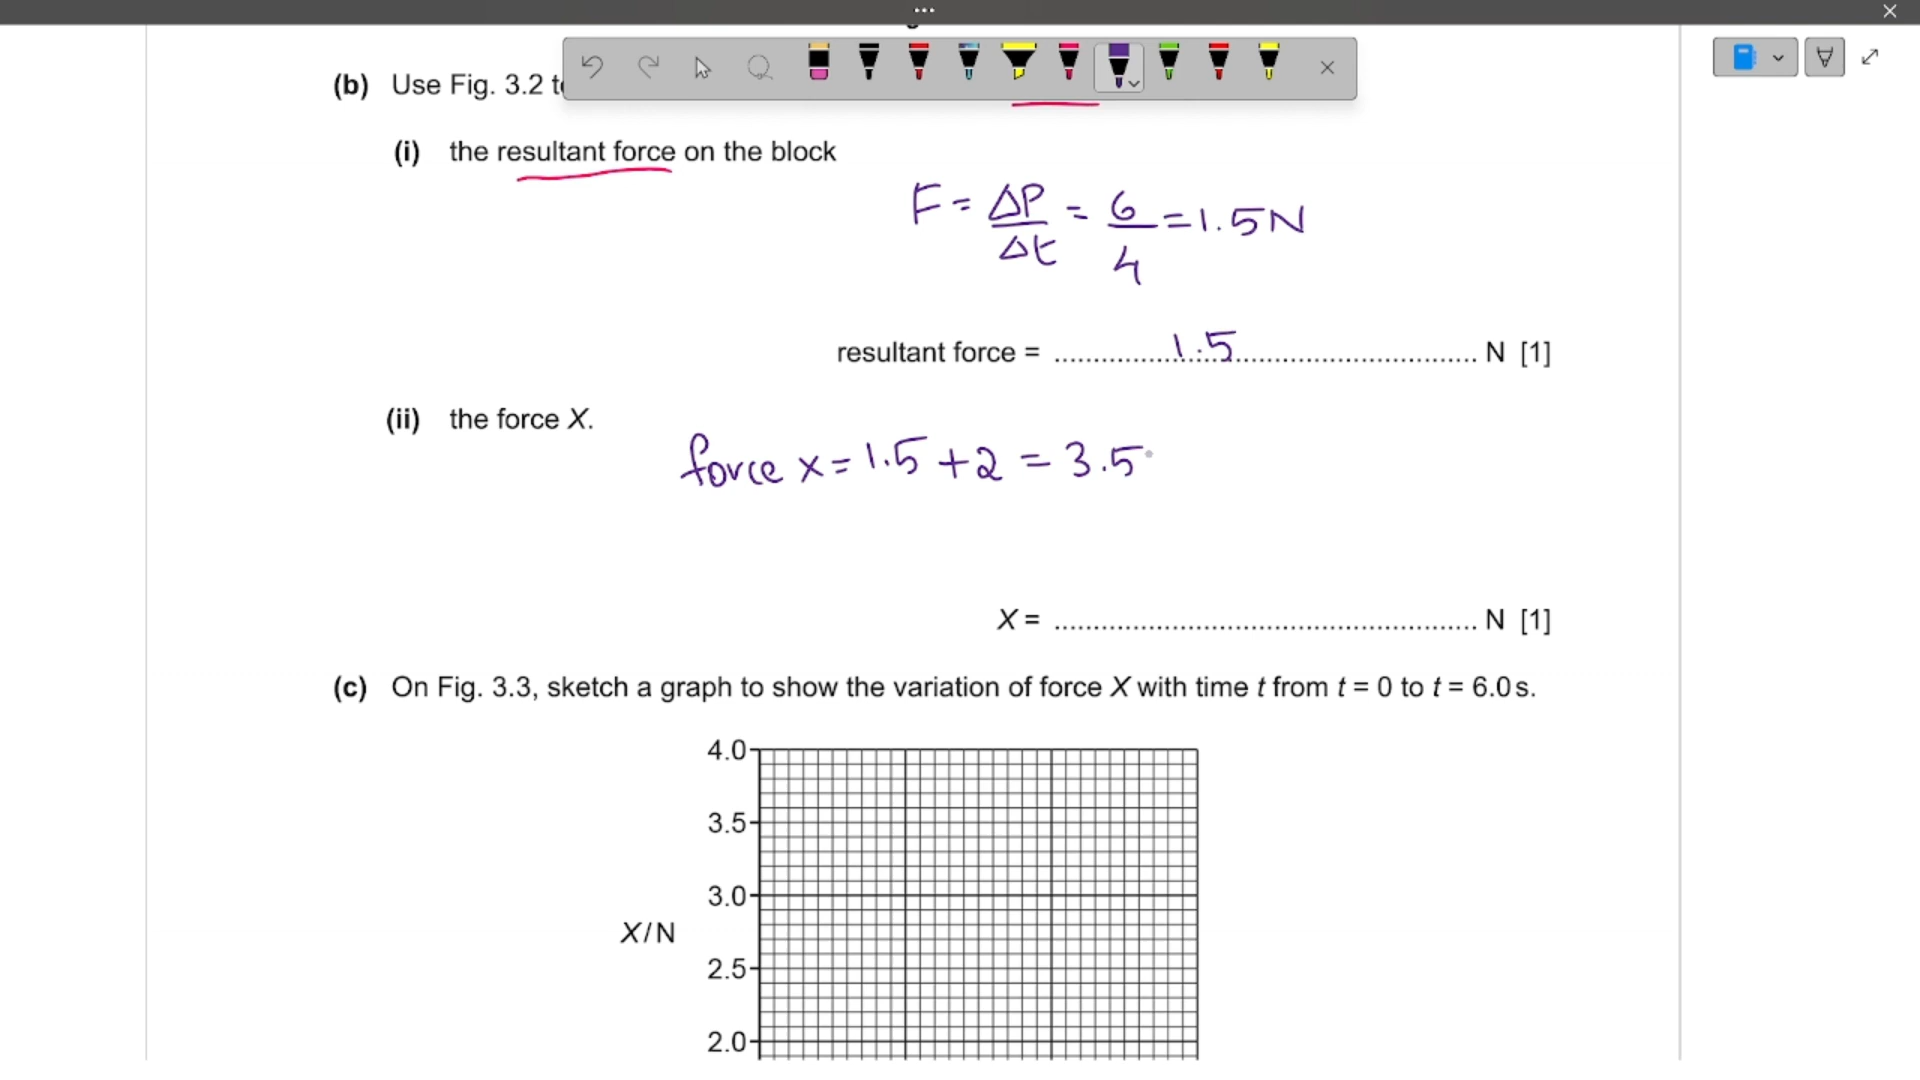 (b) Use Fig. 3.2 t
(i) the resultant force on the block
F = ΔP/Δt = 6/4 = 1.5 N
resultant force = ........ 1.5 ........ N [1]
(ii) the force X.
force x = 1.5 + 2 = 3.5
X = ........ N [1]
(c) On Fig. 3.3, sketch a graph to show the variation of force X with time t from t = 0 to t = 6.0 s.
4.0
3.5
3.0
X/N
2.5
2.0